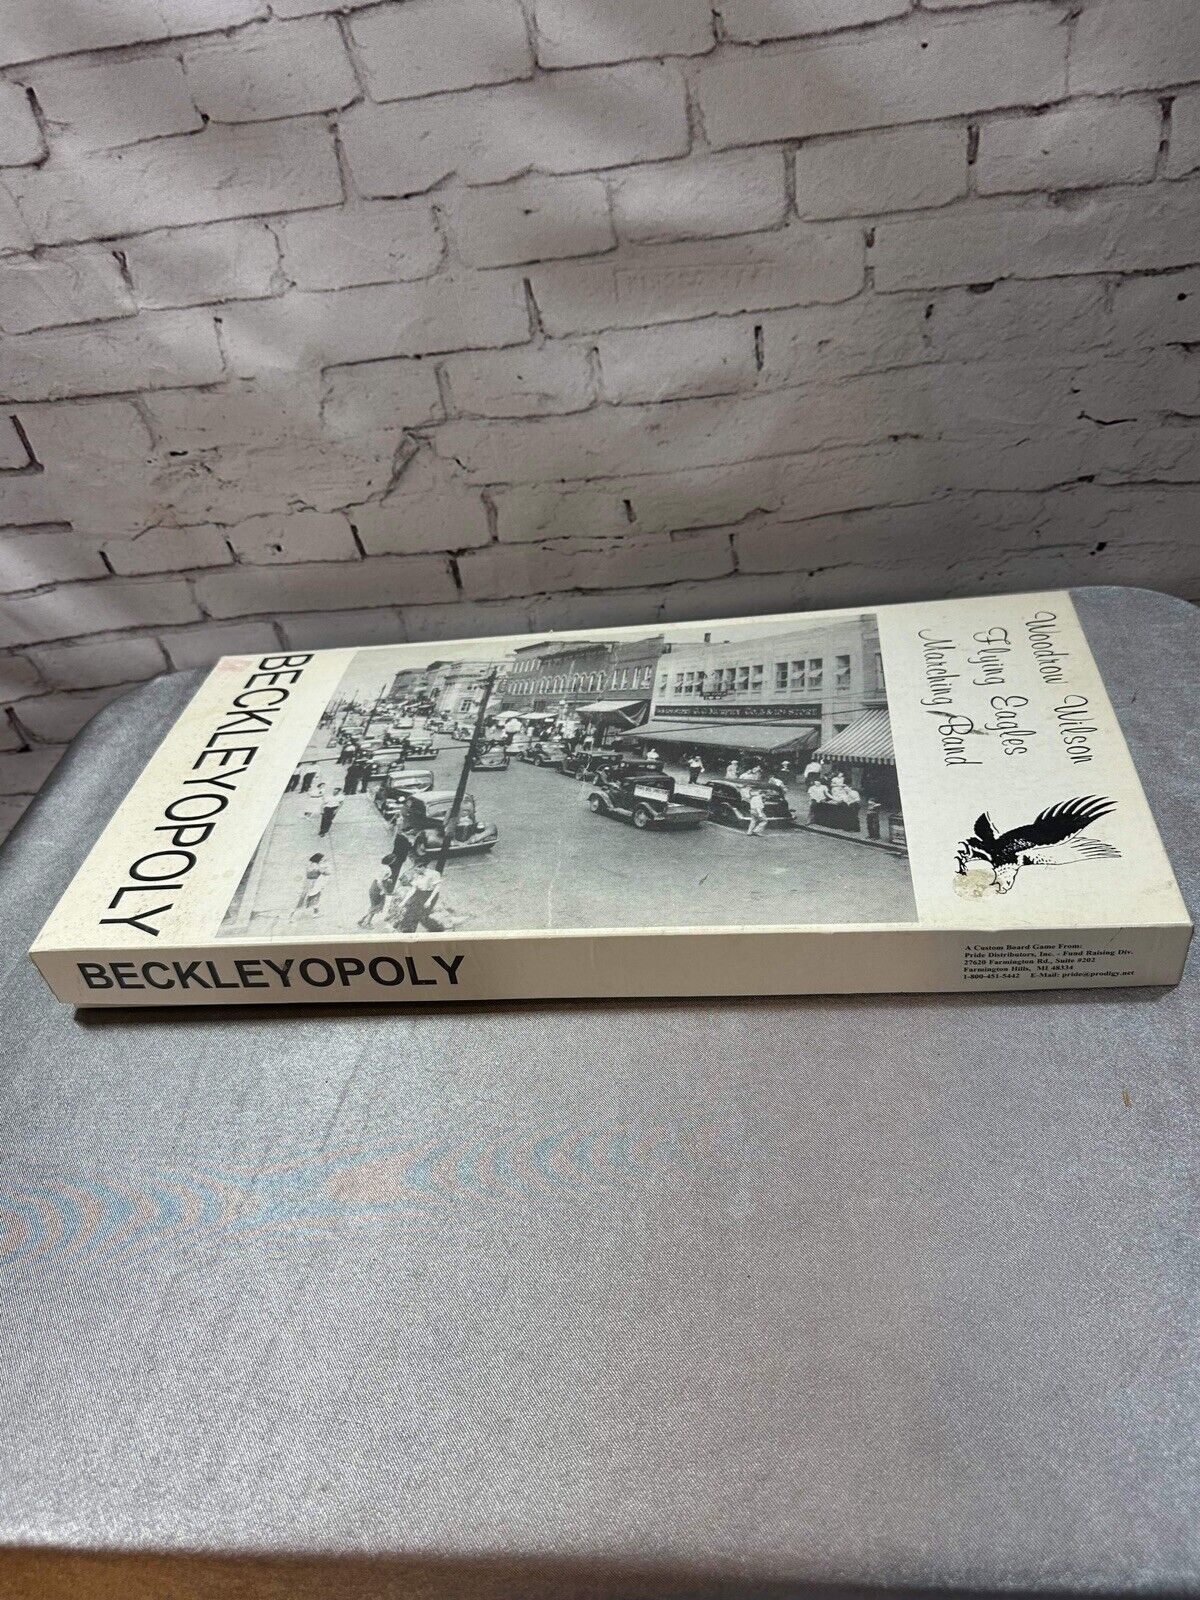 BECKLEYOPOLY
Woodrow Wilson
Flying Eagles
Marching Band
BECKLEYOPOLY
A Custom Board Game From:
Pride Distributors, Inc. - Fund Raising Div.
27620 Farmington Rd., Suite #202
Farmington Hills, MI 48334
1-800-451-5442 E-Mail: pride@prodigy.net